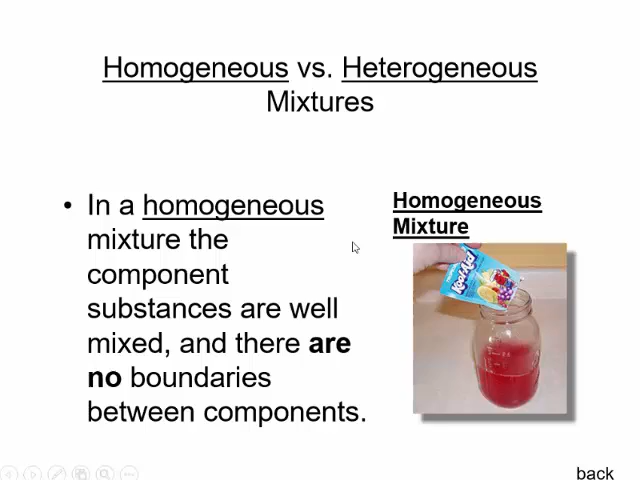 Homogeneous vs. Heterogeneous
Mixtures
• In a homogeneous
mixture the
component
substances are well
mixed, and there are
no boundaries
between components.
Homogeneous
Mixture
Kool-Aid
back